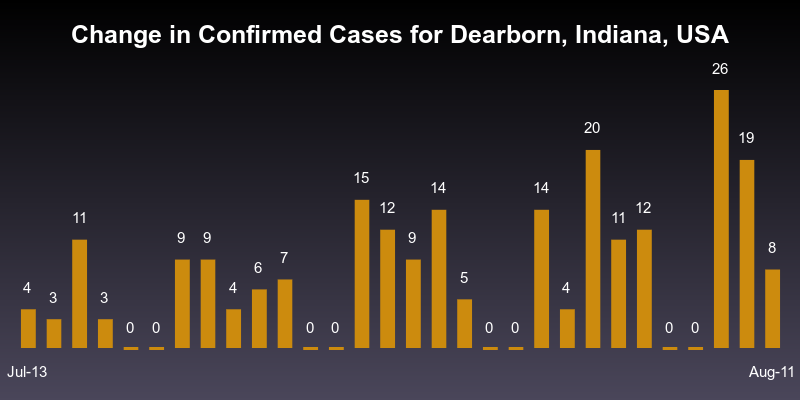 Change in Confirmed Cases for Dearborn, Indiana, USA
4 3 11 3 0 0 9 9 4 6 7 0 0 15 12 9 14 5 0 0 14 4 20 11 12 0 0 26 19 8
Jul-13 Aug-11